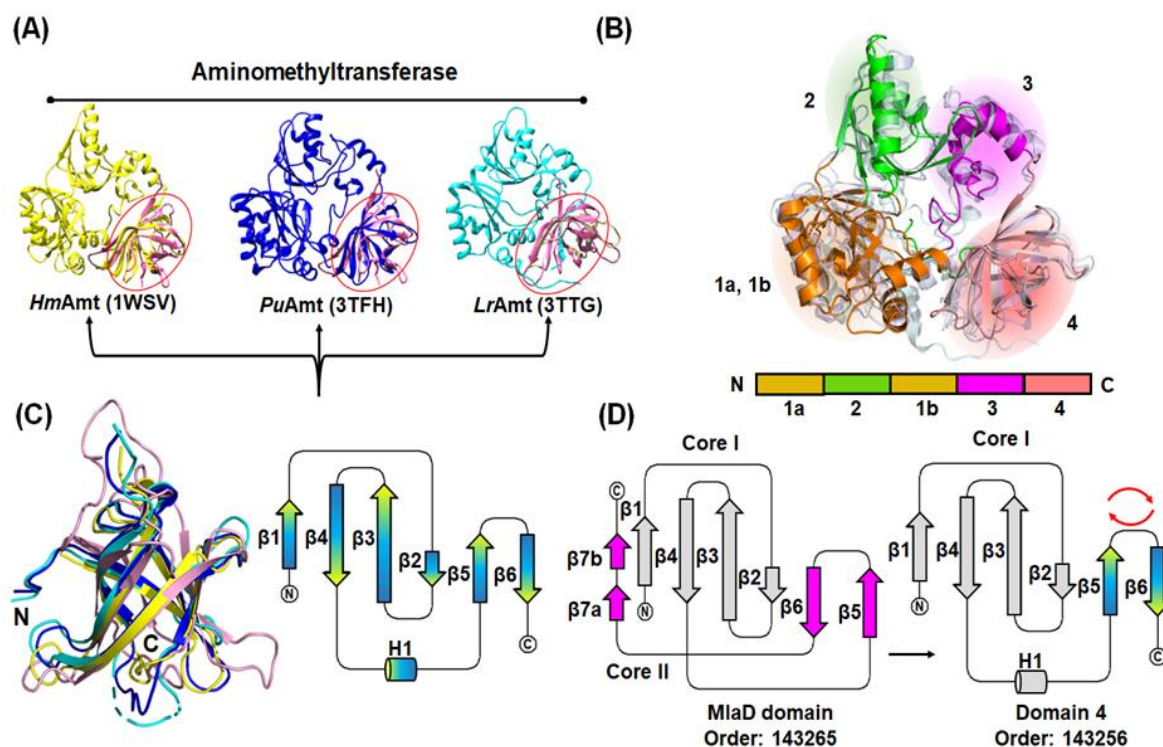 (A)
Aminomethyltransferase
HmAmt (1WSV)
PuAmt (3TFH)
LrAmt (3TTG)
(B)
2
3
1a, 1b
4
N
C
1a
2
1b
3
4
(C)
N
C
β1
β4
β3
β2
β5
β6
N
C
H1
(D)
Core I
C
β1
β7b
β4
β3
β2
β7a
N
β6
β5
Core II
MlaD domain
Order: 143265
Core I
β1
β4
β3
β2
β5
β6
N
C
H1
Domain 4
Order: 143256